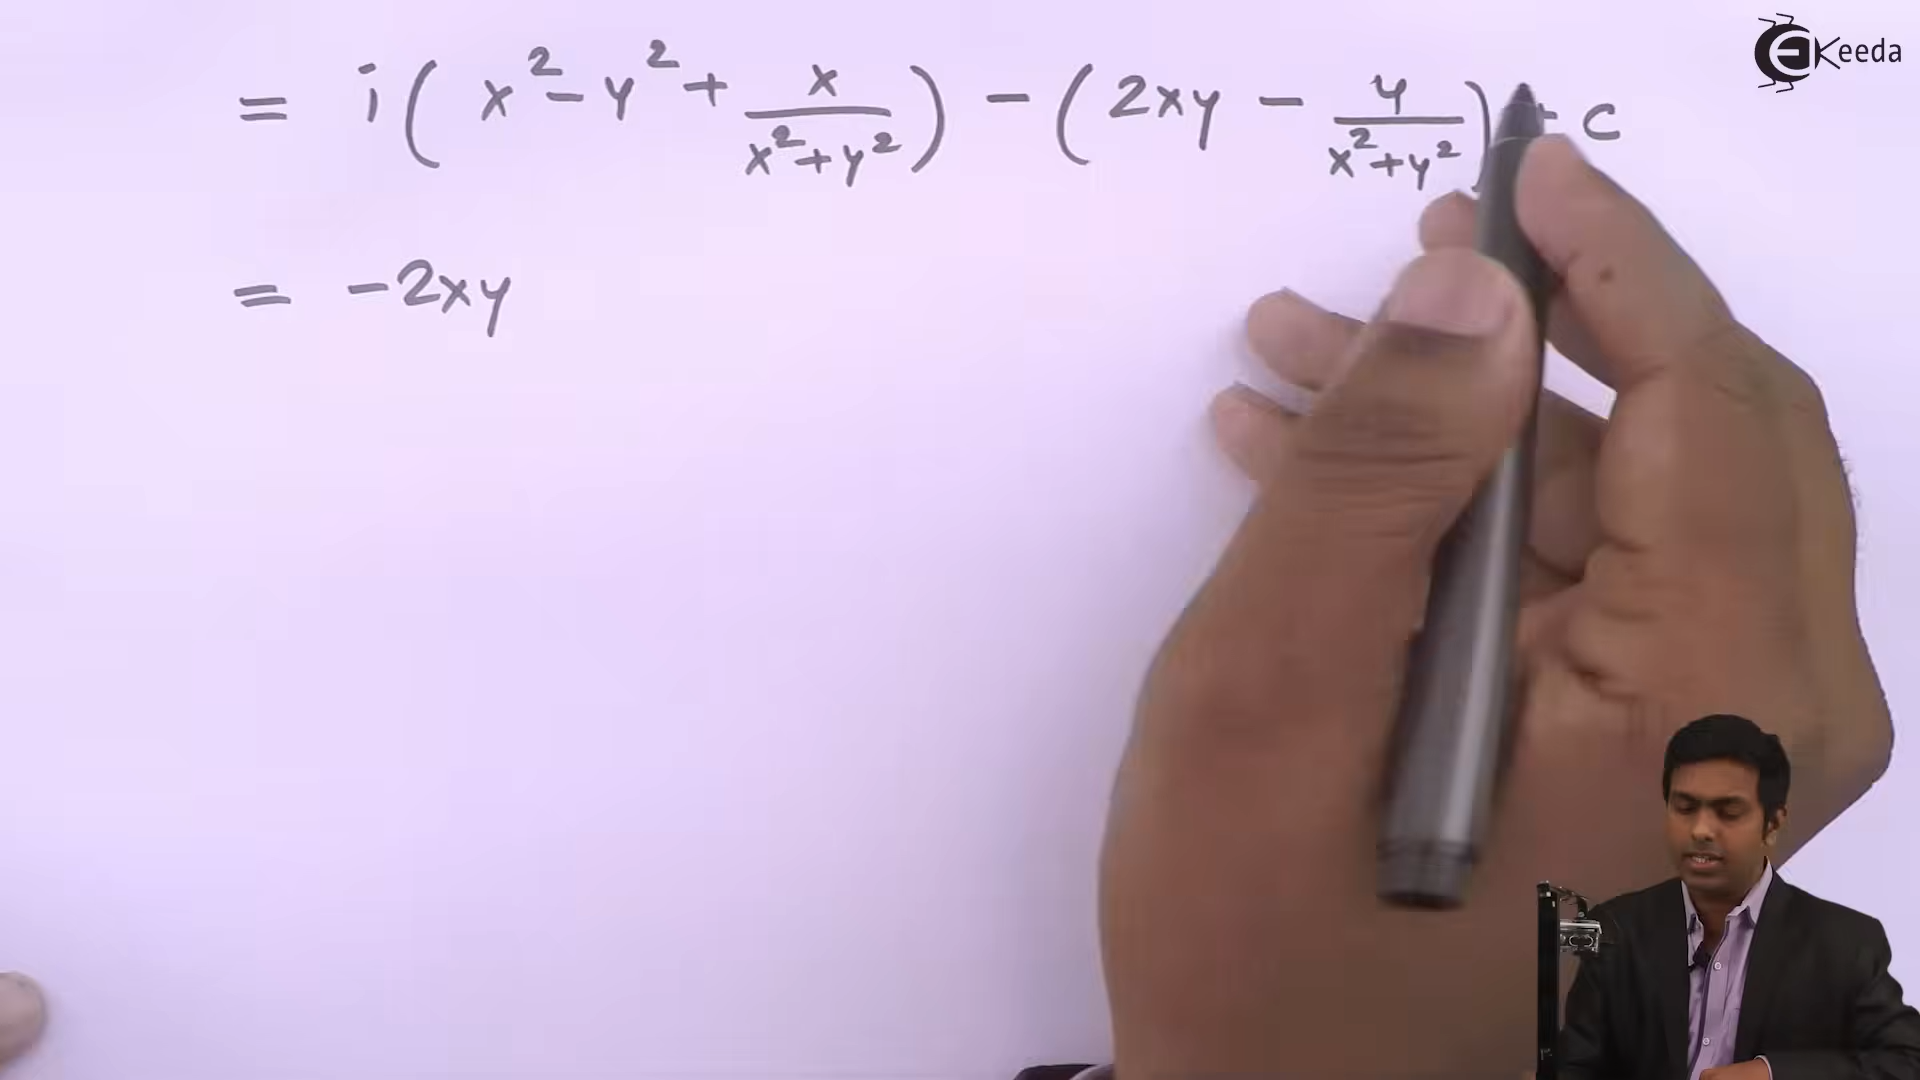 Ekeeda
= i( x² - y² + x/(x²+y²) ) - ( 2xy - y/(x²+y²) ) + c
= -2xy